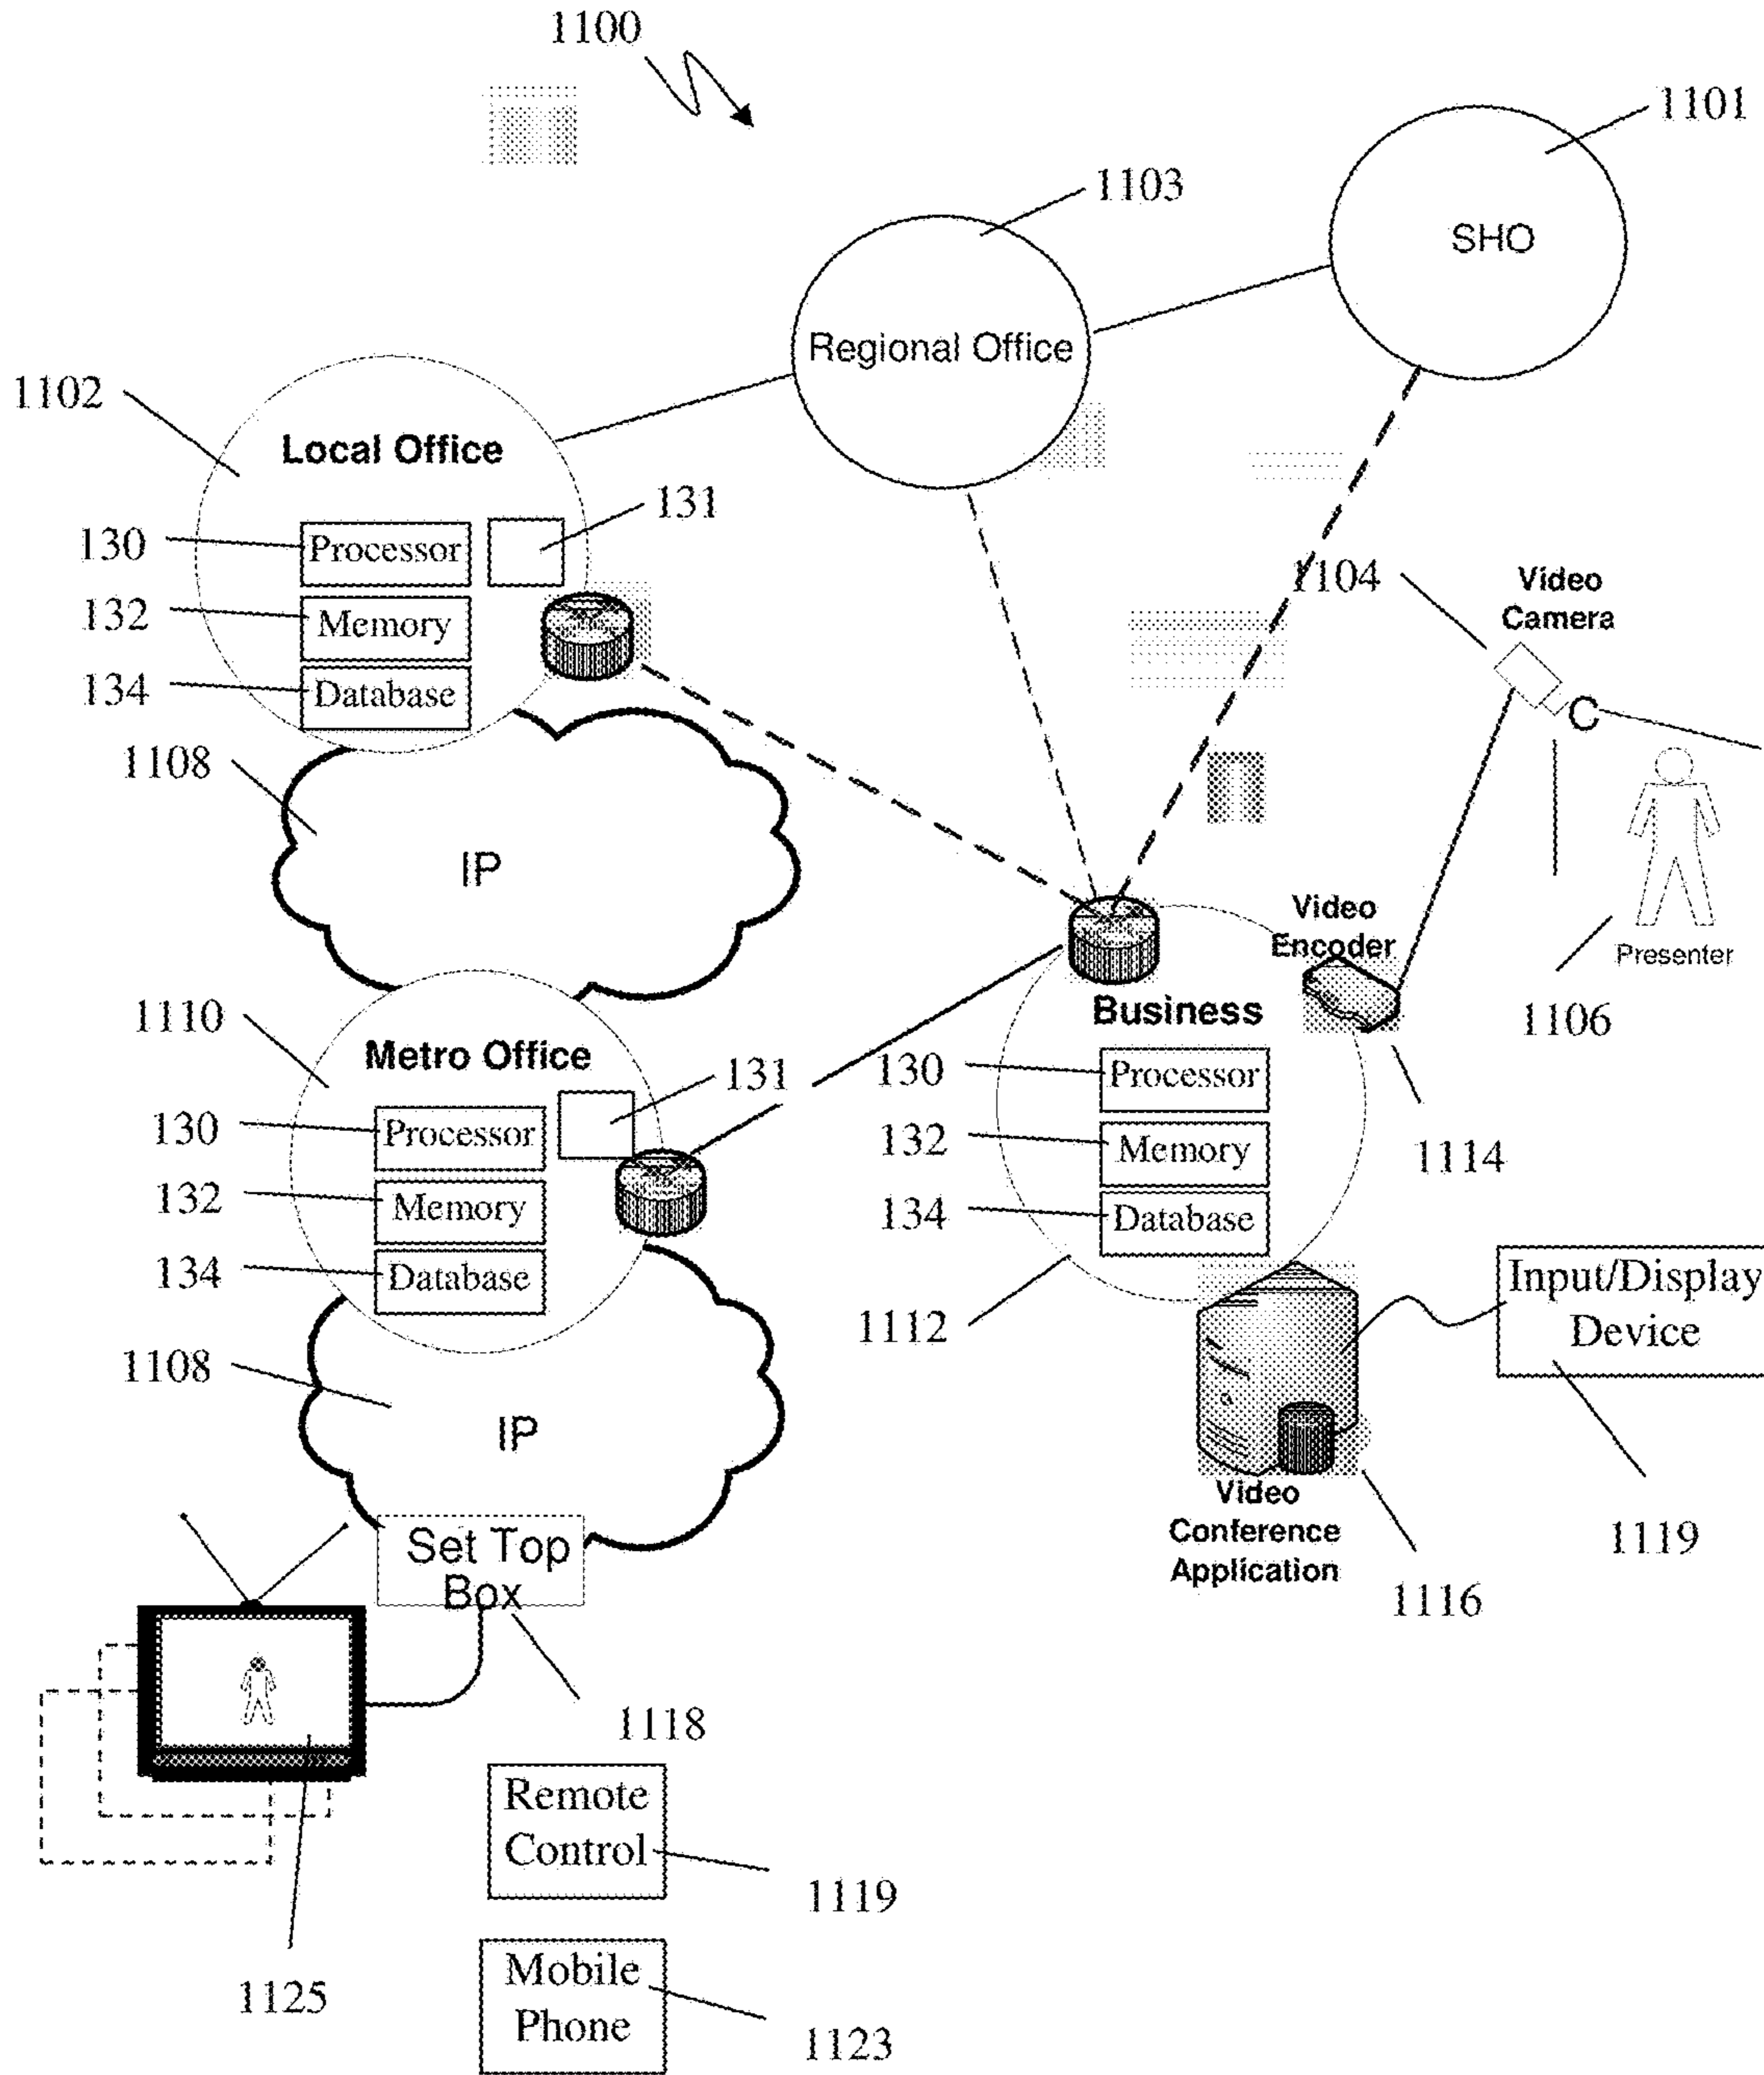 1100
1101
1103
SHO
Regional Office
1102
Local Office
131
130
Processor
132
Memory
134
Database
1104
Video
Camera
C
1108
IP
Presenter
1106
Video
Encoder
1110
Metro Office
131
130
Processor
132
Memory
134
Database
Business
130
Processor
132
Memory
134
Database
1114
1112
Input/Display
Device
1119
1108
IP
Video
Conference
Application
1116
Set Top
Box
1118
Remote
Control
1119
1125
Mobile
Phone
1123